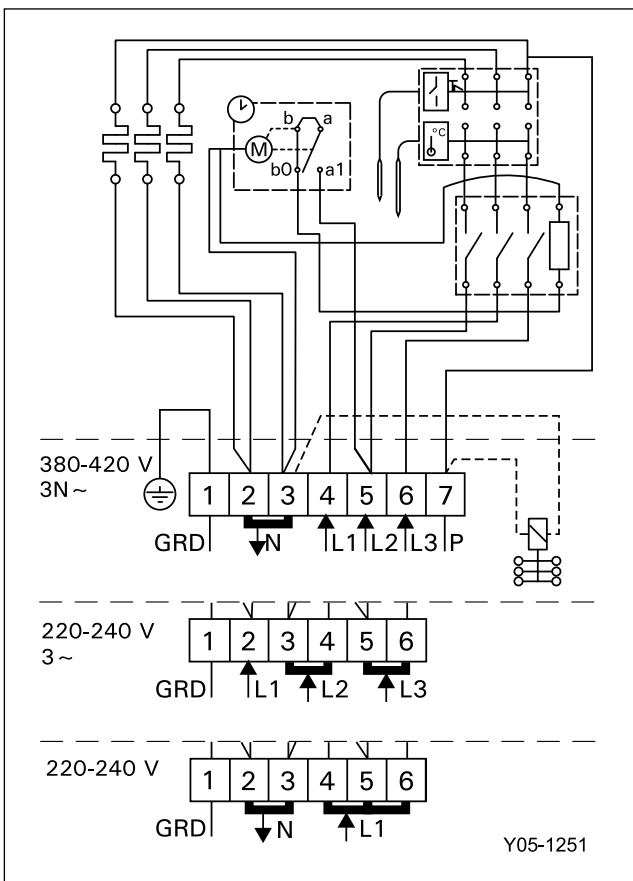 b a
M
b0 a1
°C
380-420 V
3N ~
1 2 3 4 5 6 7
GRD N L1 L2 L3 P
220-240 V
3 ~
1 2 3 4 5 6
GRD L1 L2 L3
220-240 V
1 2 3 4 5 6
GRD N L1
Y05-1251